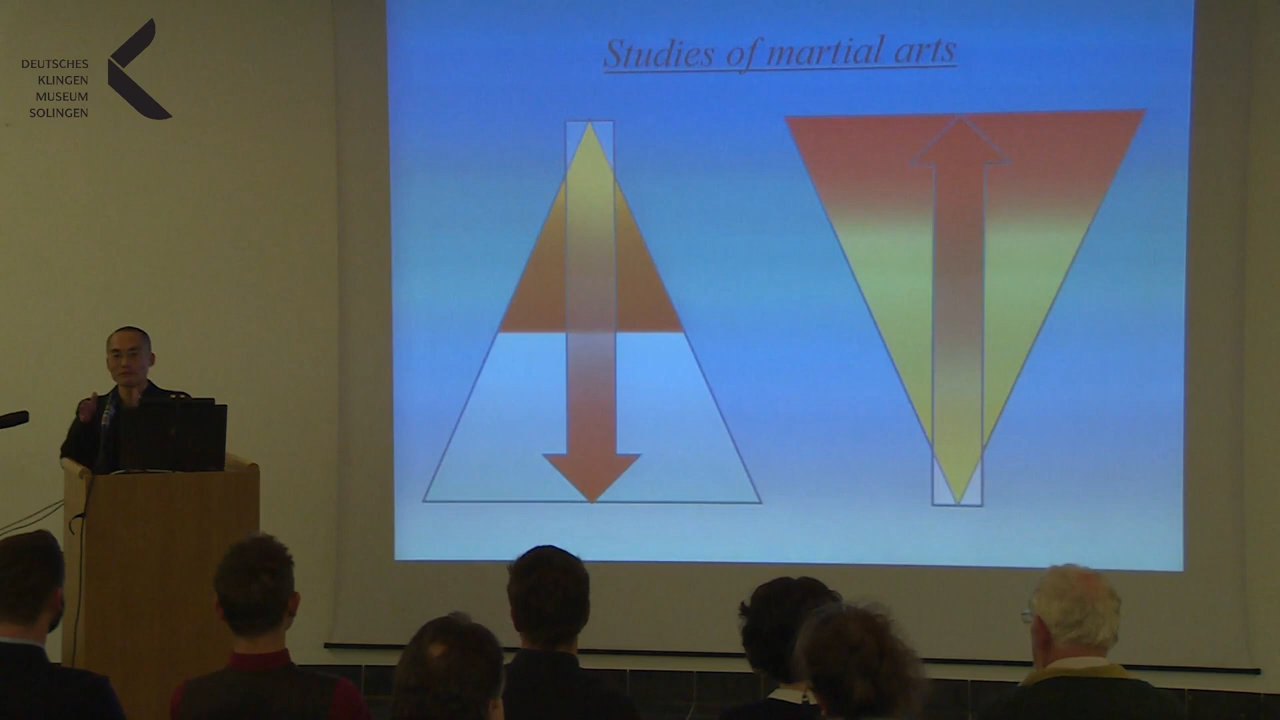 DEUTSCHES
KLINGEN
MUSEUM
SOLINGEN
Studies of martial arts